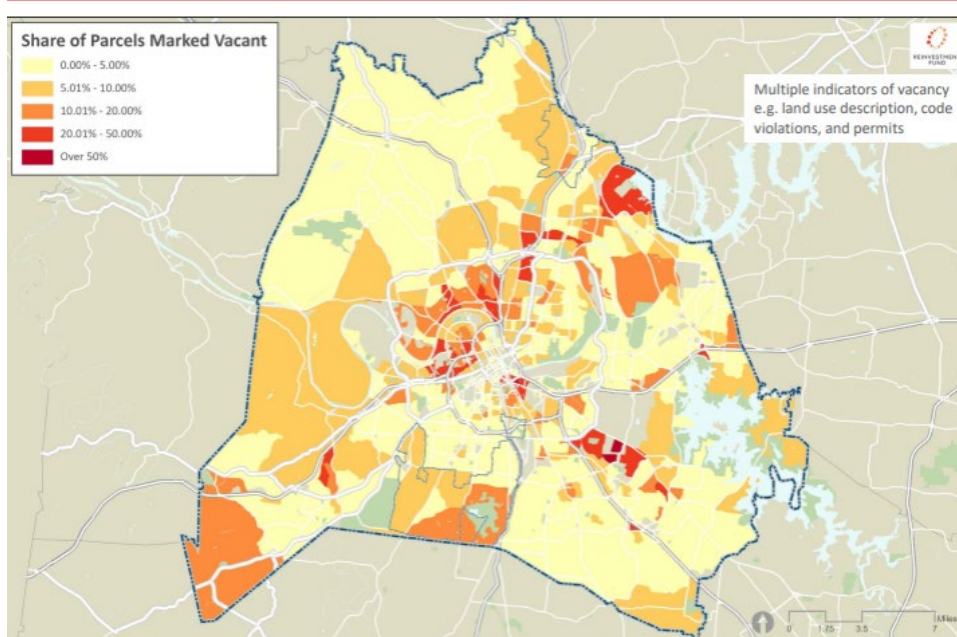 Share of Parcels Marked Vacant
0.00% - 5.00%
5.01% - 10.00%
10.01% - 20.00%
20.01% - 50.00%
Over 50%
REINVESTMENT
FUND
Multiple indicators of vacancy
e.g. land use description, code
violations, and permits
Miles
0 1.75 3.5 7